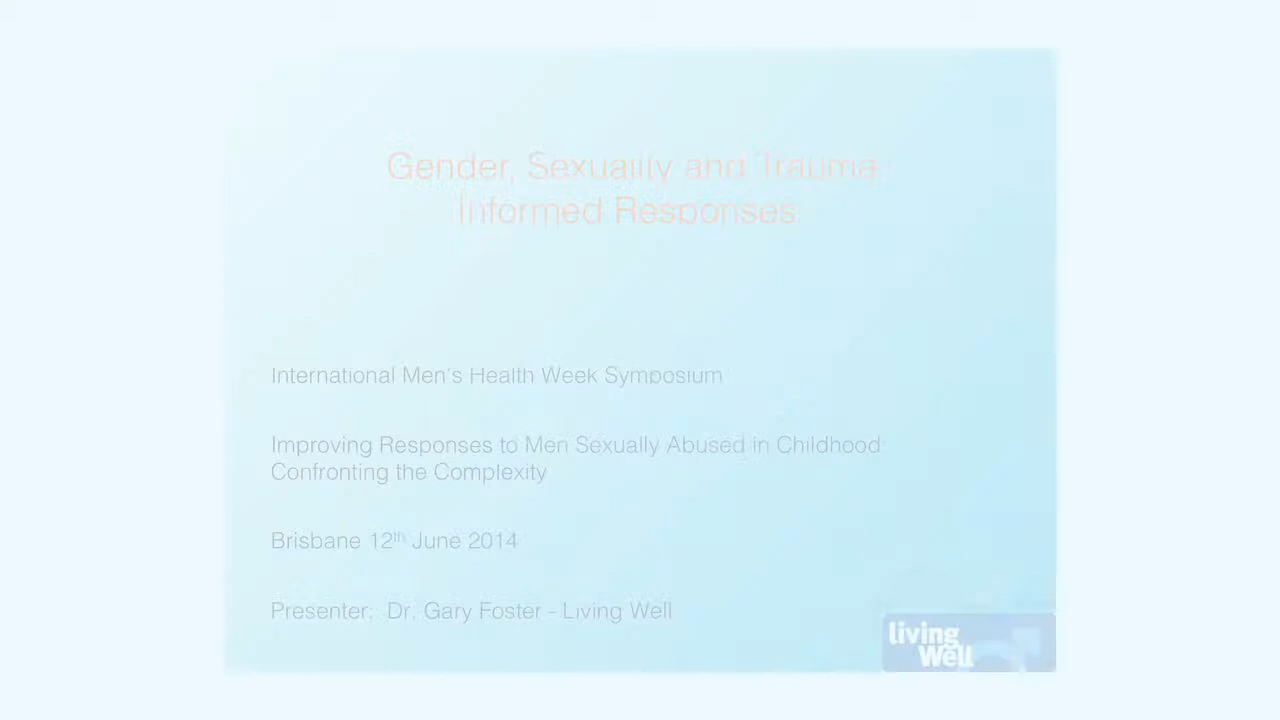 Gender, Sexuality and Trauma
Informed Responses
International Men's Health Week Symposium
Improving Responses to Men Sexually Abused in Childhood:
Confronting the Complexity
Brisbane 12th June 2014
Presenter: Dr. Gary Foster - Living Well
living
Well